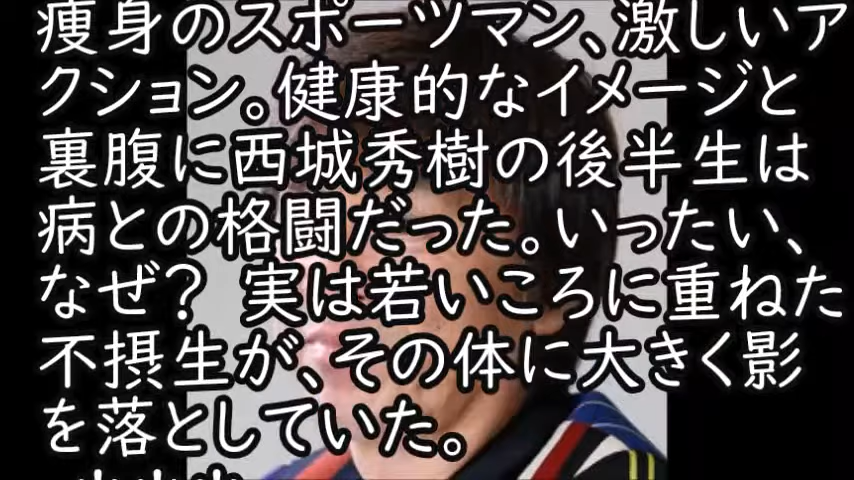 痩身のスポーツマン、激しいア
クション。健康的なイメージと
裏腹に西城秀樹の後半生は
病との格闘だった。いったい、
なぜ? 実は若いころに重ねた
不摂生が、その体に大きく影
を落としていた。